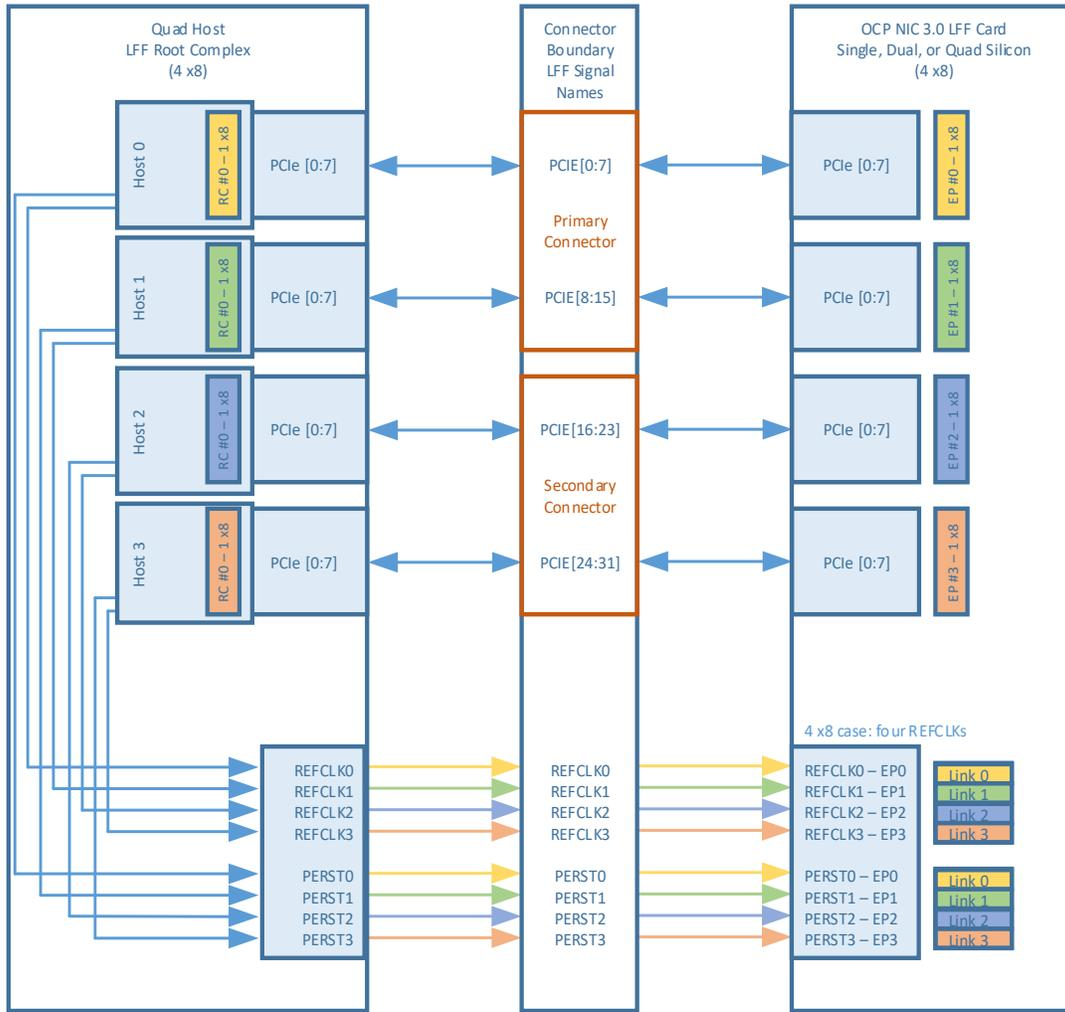 Quad Host
LFF Root Complex
(4 x8)
Host 0
RC #0 – 1 x8
PCIe [0:7]
Host 1
RC #0 – 1 x8
PCIe [0:7]
Host 2
RC #0 – 1 x8
PCIe [0:7]
Host 3
RC #0 – 1 x8
PCIe [0:7]
REFCLK0
REFCLK1
REFCLK2
REFCLK3
PERST0
PERST1
PERST2
PERST3
Connector
Boundary
LFF Signal
Names
PCIE[0:7]
Primary
Connector
PCIE[8:15]
PCIE[16:23]
Secondary
Connector
PCIE[24:31]
REFCLK0
REFCLK1
REFCLK2
REFCLK3
PERST0
PERST1
PERST2
PERST3
OCP NIC 3.0 LFF Card
Single, Dual, or Quad Silicon
(4 x8)
PCIe [0:7]
EP #0 – 1 x8
PCIe [0:7]
EP #1 – 1 x8
PCIe [0:7]
EP #2 – 1 x8
PCIe [0:7]
EP #3 – 1 x8
4 x8 case: four REFCLKs
REFCLK0 – EP0
REFCLK1 – EP1
REFCLK2 – EP2
REFCLK3 – EP3
PERST0 – EP0
PERST1 – EP1
PERST2 – EP2
PERST3 – EP3
Link 0
Link 1
Link 2
Link 3
Link 0
Link 1
Link 2
Link 3